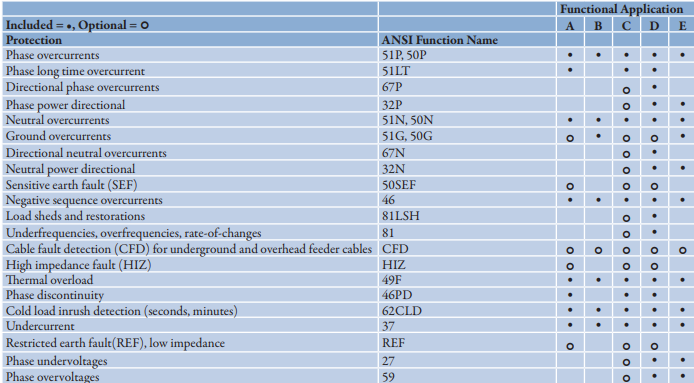 Functional Application
Included = •, Optional = O A B C D E
Protection ANSI Function Name
Phase overcurrents 51P, 50P • • • • •
Phase long time overcurrent 51LT • • •
Directional phase overcurrents 67P O •
Phase power directional 32P O • •
Neutral overcurrents 51N, 50N • • • • •
Ground overcurrents 51G, 50G O • O O •
Directional neutral overcurrents 67N O •
Neutral power directional 32N O • •
Sensitive earth fault (SEF) 50SEF O O O
Negative sequence overcurrents 46 • • • • •
Load sheds and restorations 81LSH O •
Underfrequencies, overfrequencies, rate-of-changes 81 O •
Cable fault detection (CFD) for underground and overhead feeder cables CFD O O O O O
High impedance fault (HIZ) HIZ O O O
Thermal overload 49F • • • • •
Phase discontinuity 46PD • • •
Cold load inrush detection (seconds, minutes) 62CLD • • • • •
Undercurrent 37 • • • • •
Restricted earth fault(REF), low impedance REF O O O
Phase undervoltages 27 O • •
Phase overvoltages 59 O • •